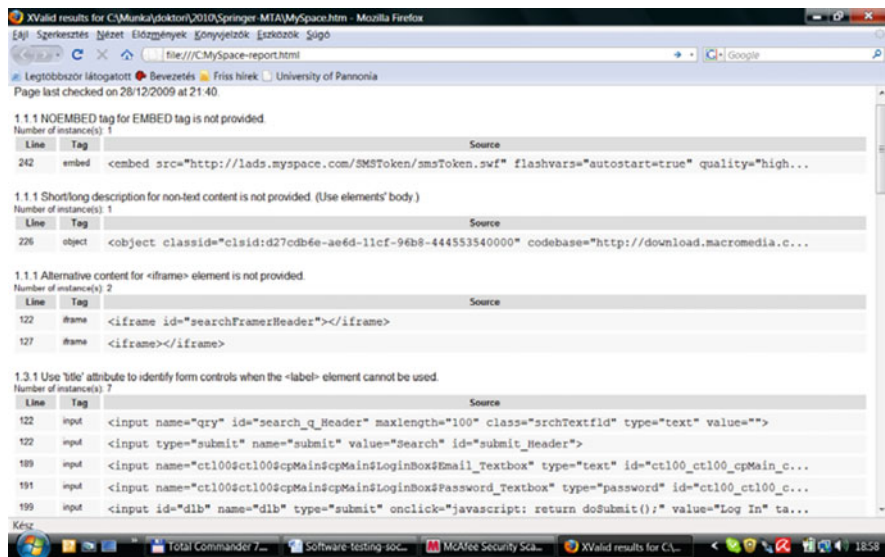 XValid results for C:\Munka\doktori\2010\Springer-MTA\MySpace.htm - Mozilla Firefox
Fájl Szerkesztés Nézet Előzmények Könyvjelzők Eszközök Súgó
file:///C:MySpace-report.html
Google
Legtöbbször látogatott Bevezetés Friss hírek University of Pannonia
Page last checked on 28/12/2009 at 21:40.
1.1.1 NOEMBED tag for EMBED tag is not provided.
Number of instance(s): 1
Line Tag Source
242 embed <embed src="http://lads.myspace.com/SMSToken/smsToken.swf" flashvars="autostart=true" quality="high...
1.1.1 Short/long description for non-text content is not provided. (Use elements' body.)
Number of instance(s): 1
Line Tag Source
226 object <object classid="clsid:d27cdb6e-ae6d-11cf-96b8-444553540000" codebase="http://download.macromedia.c...
1.1.1 Alternative content for <iframe> element is not provided.
Number of instance(s): 2
Line Tag Source
122 iframe <iframe id="searchFramerHeader"></iframe>
127 iframe <iframe></iframe>
1.3.1 Use 'title' attribute to identify form controls when the <label> element cannot be used.
Number of instance(s): 7
Line Tag Source
122 input <input name="qry" id="search_q_Header" maxlength="100" class="srchTextfld" type="text" value="">
122 input <input type="submit" name="submit" value="Search" id="submit_Header">
189 input <input name="ctl00$ctl00$cpMain$cpMain$LoginBox$Email_Textbox" type="text" id="ctl00_ctl00_cpMain_c...
191 input <input name="ctl00$ctl00$cpMain$cpMain$LoginBox$Password_Textbox" type="password" id="ctl00_ctl00_c...
199 input <input id="dlb" name="dlb" type="submit" onclick="javascript: return doSubmit();" value="Log In" ta...
Kész
Total Commander 7.... Software-testing-soc... McAfee Security Sca... XValid results for C:\... 18:58